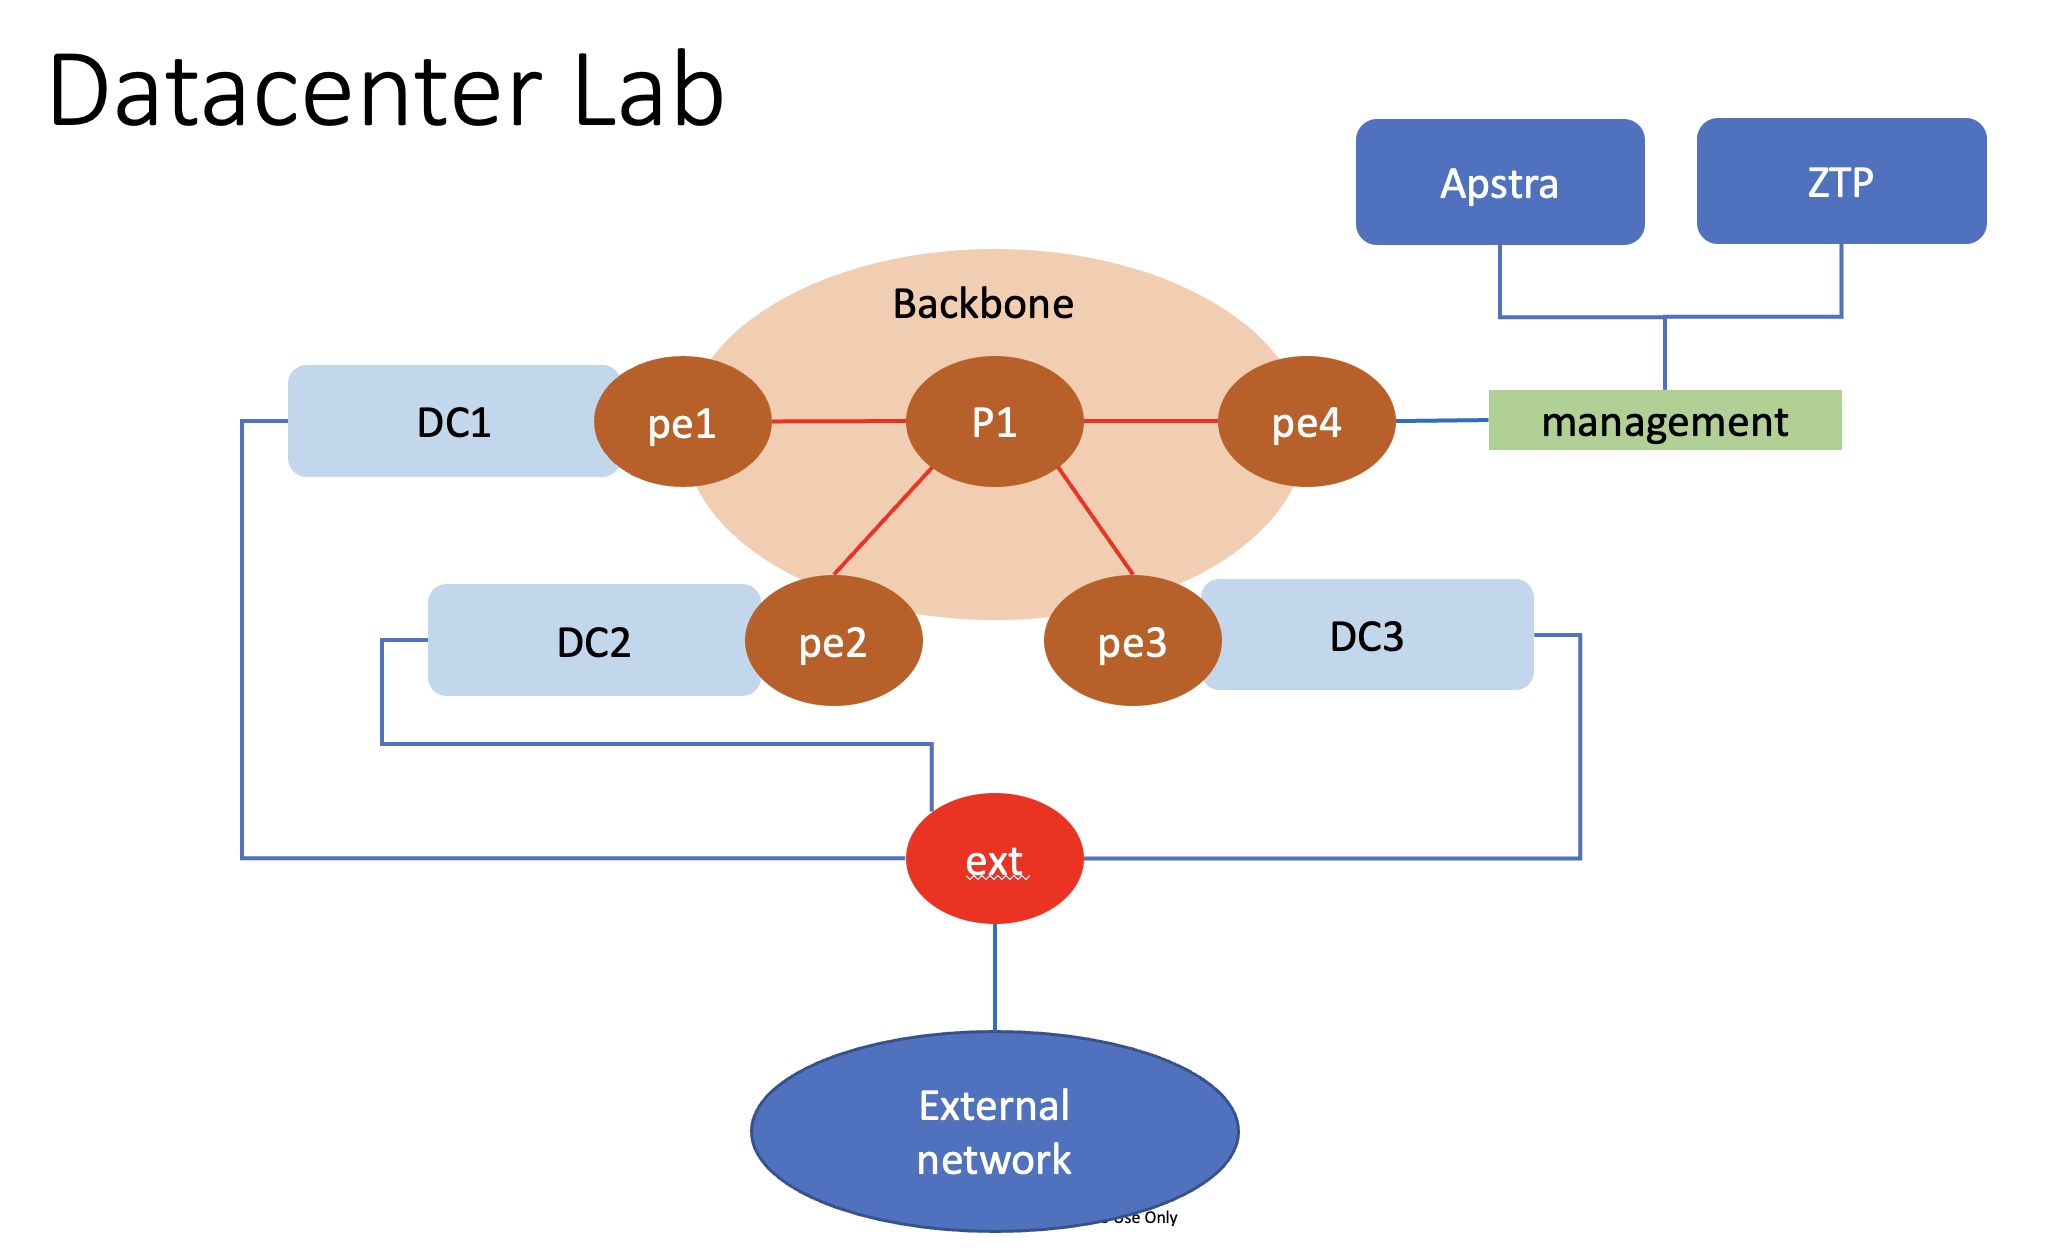 Datacenter Lab
Apstra
ZTP
Backbone
DC1
pe1
P1
pe4
management
DC2
pe2
pe3
DC3
ext
External
network
Use Only